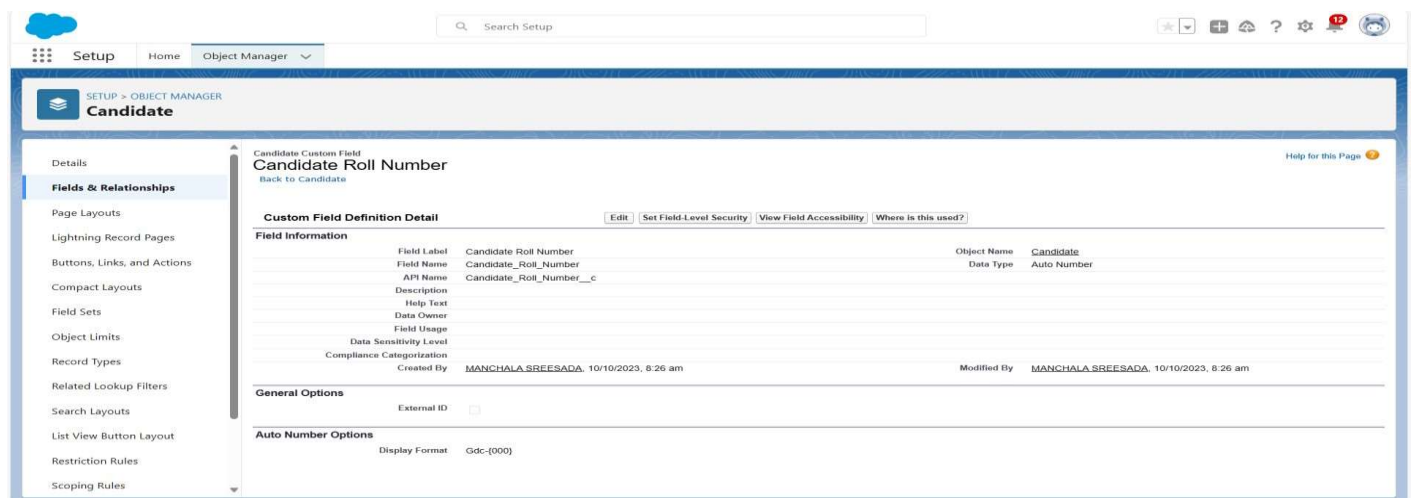 Search Setup
12
Setup Home Object Manager
SETUP > OBJECT MANAGER
Candidate
Details
Fields & Relationships
Page Layouts
Lightning Record Pages
Buttons, Links, and Actions
Compact Layouts
Field Sets
Object Limits
Record Types
Related Lookup Filters
Search Layouts
List View Button Layout
Restriction Rules
Scoping Rules
Candidate Custom Field
Candidate Roll Number
Back to Candidate
Help for this Page ?
Custom Field Definition Detail Edit Set Field-Level Security View Field Accessibility Where is this used?
Field Information
Field Label Candidate Roll Number Object Name Candidate
Field Name Candidate_Roll_Number Data Type Auto Number
API Name Candidate_Roll_Number__c
Description
Help Text
Data Owner
Field Usage
Data Sensitivity Level
Compliance Categorization
Created By MANCHALA SREESADA, 10/10/2023, 8:26 am Modified By MANCHALA SREESADA, 10/10/2023, 8:26 am
General Options
External ID
Auto Number Options
Display Format Gdc-{000}